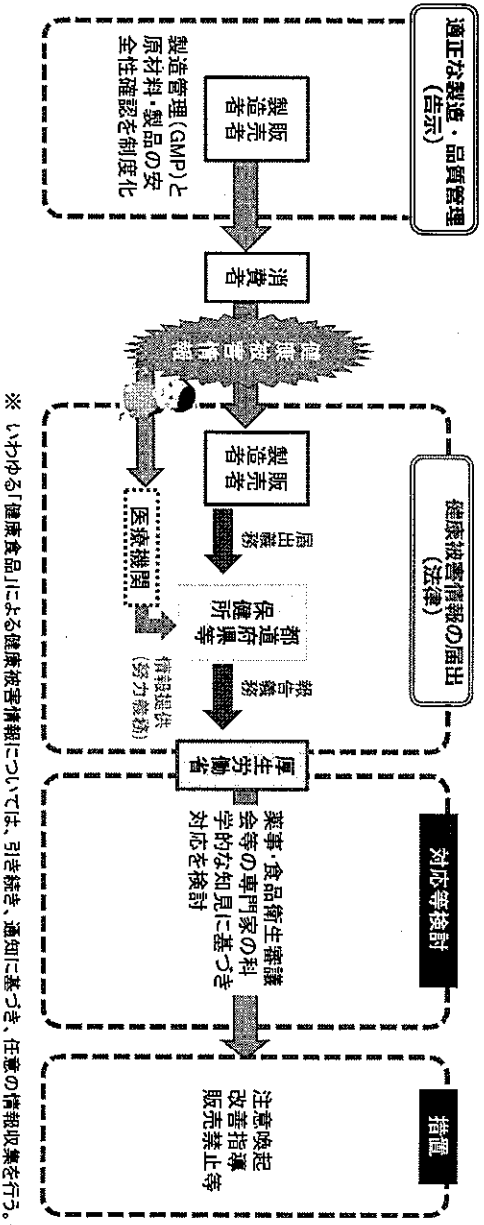 適正な製造・品質管理
(告示)
製造
販売
者
者
製造管理(GMP)と
原材料・製品の安
全性確認を制度化
消費
者
健康被害情報
健康被害情報の届出
(法律)
製造
販売
者
者
届出義務
医療機関
保健
所
都道
府県
等
情報提供
(努力義務)
報告義務
厚生労
働省
対応等検討
薬事・食品衛生審議
会等の専門家の科
学的な知見に基づき
対応を検討
措置
注意喚起
改善指導
販売禁止等
※ いわゆる「健康食品」による健康被害情報については、引き続き、通知に基づき、任意の情報収集を行う。